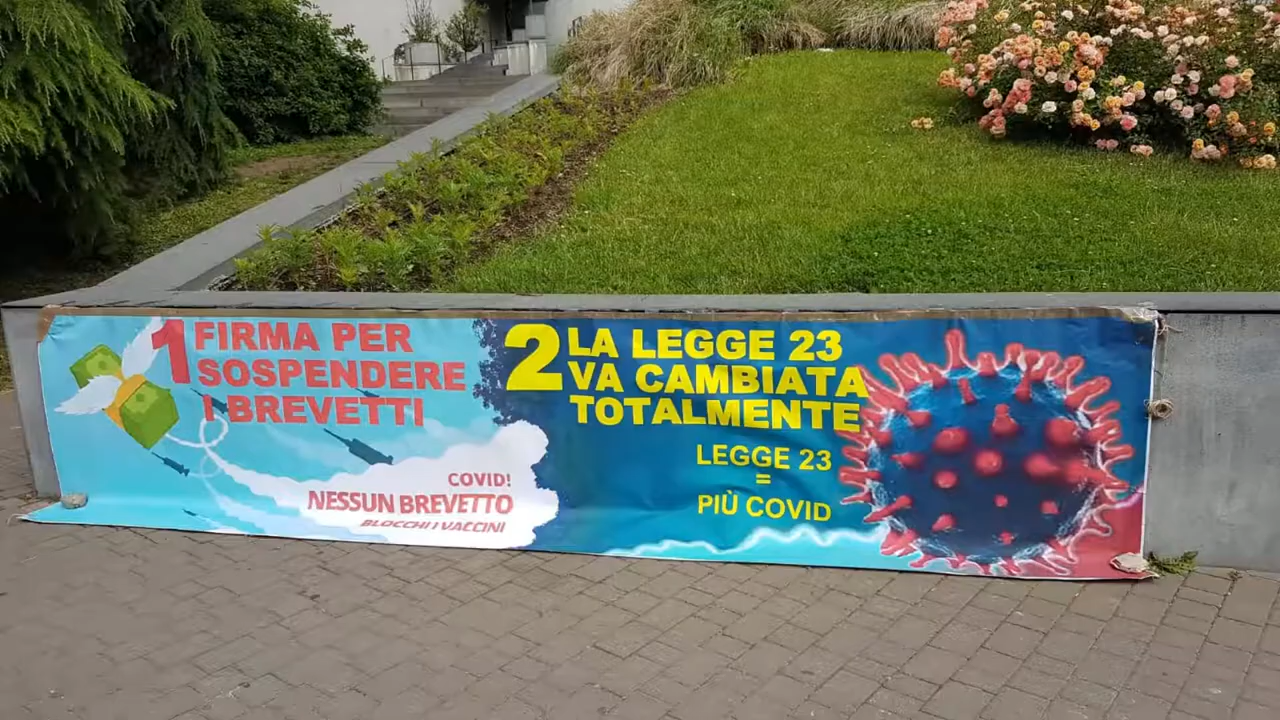 1 FIRMA PER
SOSPENDERE
I BREVETTI
COVID!
NESSUN BREVETTO
BLOCCHI I VACCINI
2 LA LEGGE 23
VA CAMBIATA
TOTALMENTE
LEGGE 23
=
PIÙ COVID